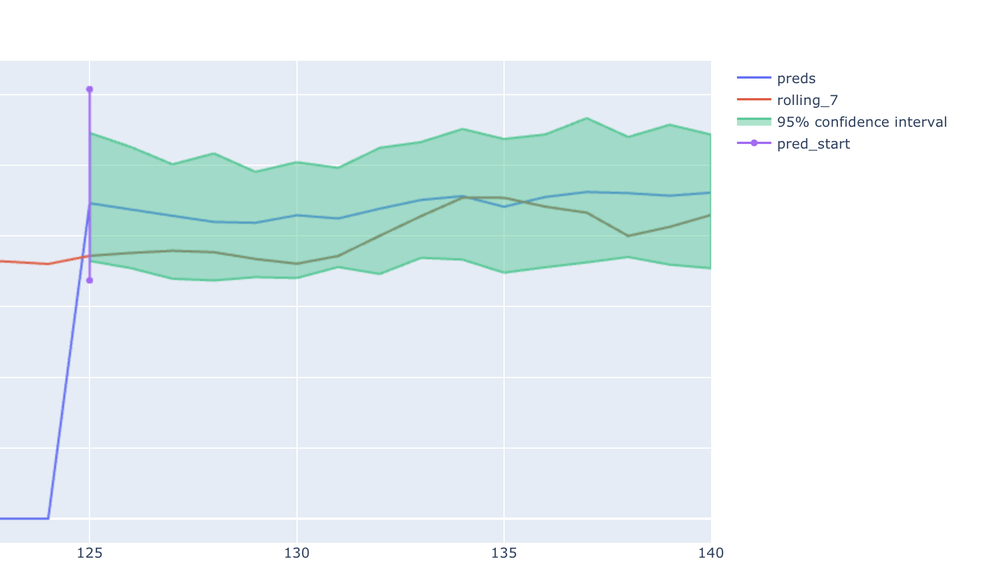 preds
rolling_7
95% confidence interval
pred_start
125
130
135
140